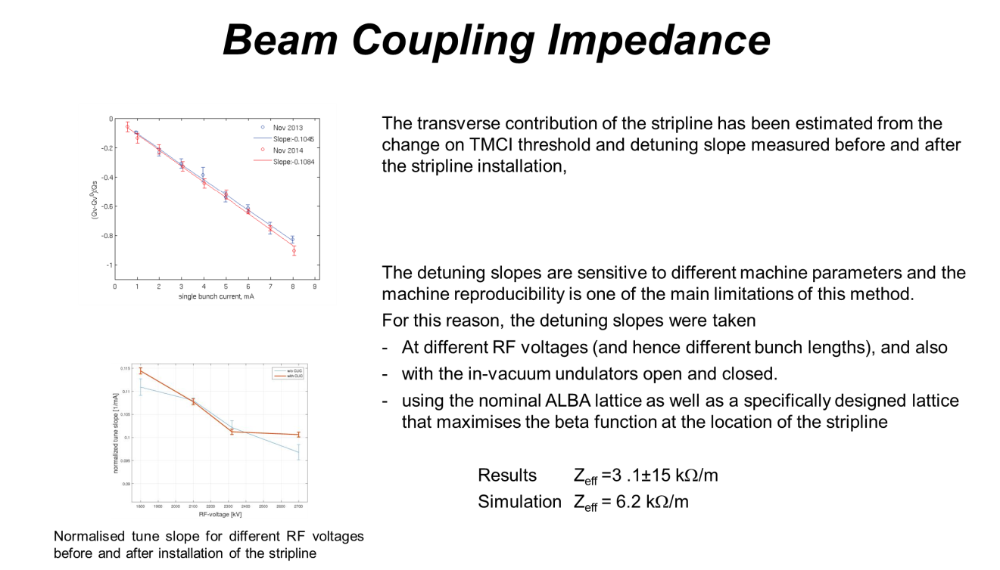 Beam Coupling Impedance
0
-0.2
-0.4
-0.6
-0.8
-1
(Qv-Qv⁰)/Qs
Nov 2013
Slope:-0.1045
Nov 2014
Slope:-0.1084
0 1 2 3 4 5 6 7 8 9
single bunch current, mA
The transverse contribution of the stripline has been estimated from the
change on TMCI threshold and detuning slope measured before and after
the stripline installation,
The detuning slopes are sensitive to different machine parameters and the
machine reproducibility is one of the main limitations of this method.
For this reason, the detuning slopes were taken
- At different RF voltages (and hence different bunch lengths), and also
- with the in-vacuum undulators open and closed.
- using the nominal ALBA lattice as well as a specifically designed lattice
that maximises the beta function at the location of the stripline
Results Zeff =3 .1±15 kΩ/m
Simulation Zeff = 6.2 kΩ/m
0.115
0.11
0.105
0.1
0.095
0.09
normalized tune slope [1/mA]
w/o CLIC
with CLIC
1800 1900 2000 2100 2200 2300 2400 2500 2600 2700
RF-voltage [kV]
Normalised tune slope for different RF voltages
before and after installation of the stripline